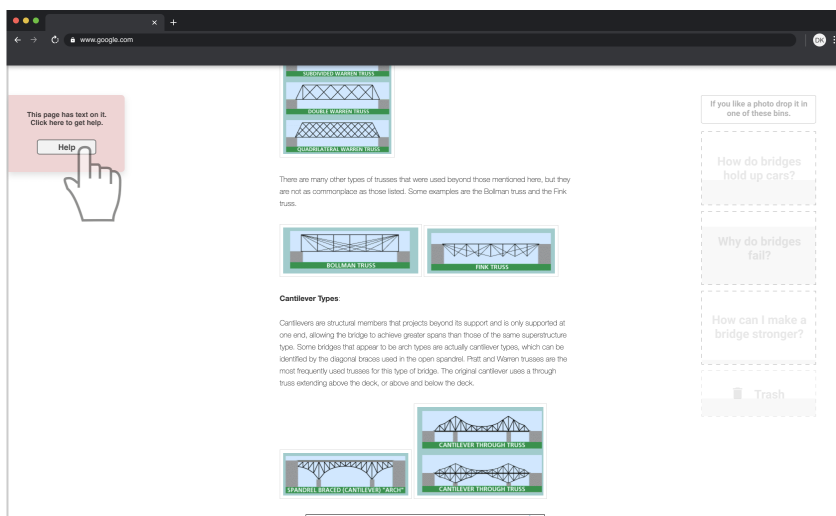 www.google.com
DK
This page has text on it.
Click here to get help.
Help
SUBDIVIDED WARREN TRUSS
DOUBLE WARREN TRUSS
QUADRILATERAL WARREN TRUSS
There are many other types of trusses that were used beyond those mentioned here, but they
are not as commonplace as those listed. Some examples are the Bollman truss and the Fink
truss.
BOLLMAN TRUSS
FINK TRUSS
Cantilever Types:
Cantilevers are structural members that projects beyond its support and is only supported at
one end, allowing the bridge to achieve greater spans than those of the same superstructure
type. Some bridges that appear to be arch types are actually cantilever types, which can be
identified by the diagonal braces used in the open spandrel. Pratt and Warren trusses are the
most frequently used trusses for this type of bridge. The original cantilever uses a through
truss extending above the deck, or above and below the deck.
SPANDREL BRACED (CANTILEVER) "ARCH"
CANTILEVER THROUGH TRUSS
CANTILEVER THROUGH TRUSS
If you like a photo drop it in
one of these bins.
How do bridges
hold up cars?
Why do bridges
fail?
How can I make a
bridge stronger?
Trash